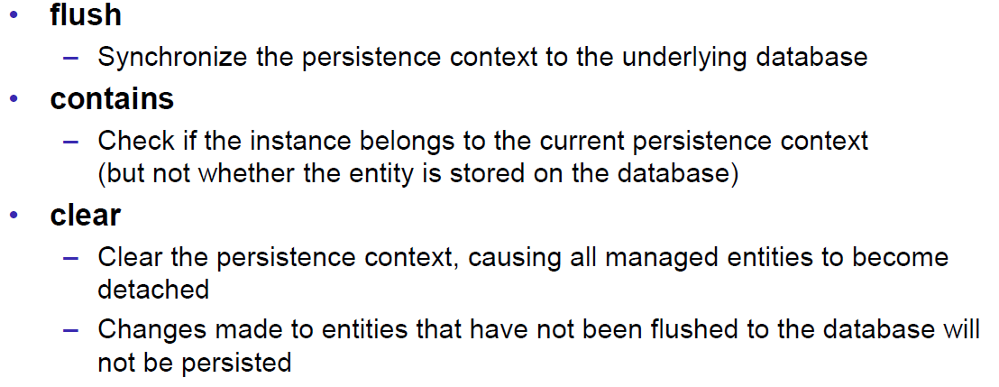 • flush
– Synchronize the persistence context to the underlying database
• contains
– Check if the instance belongs to the current persistence context
(but not whether the entity is stored on the database)
• clear
– Clear the persistence context, causing all managed entities to become
detached
– Changes made to entities that have not been flushed to the database will
not be persisted